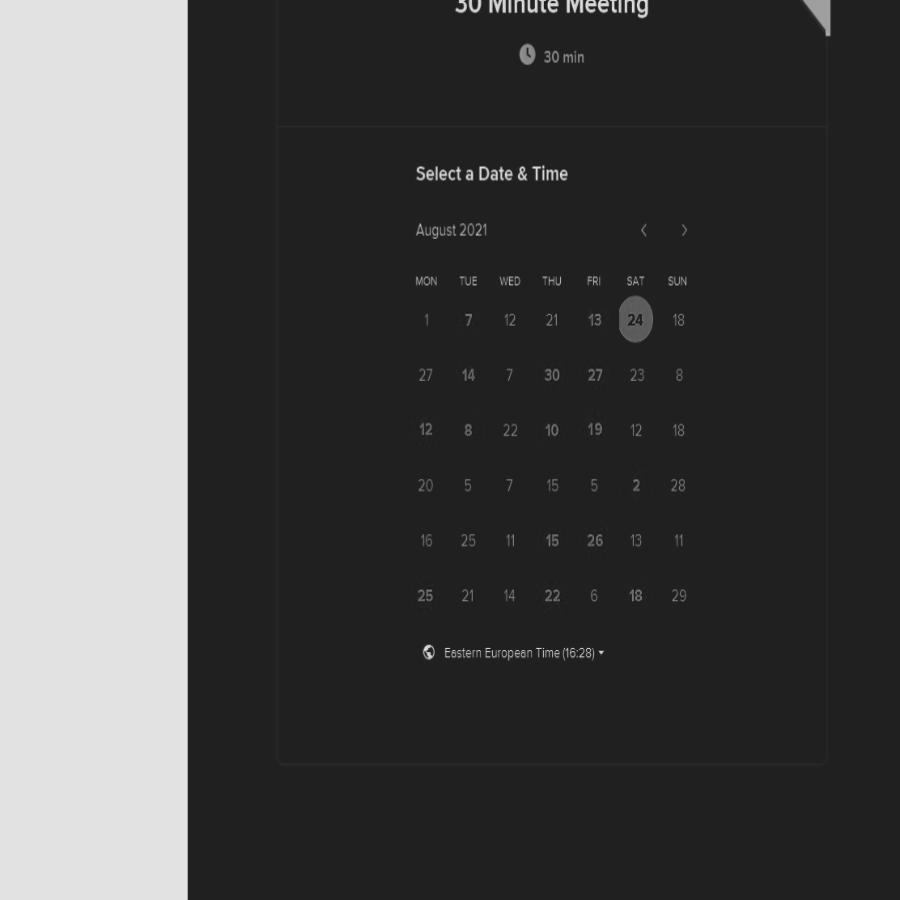 30 Minute Meeting
30 min
Select a Date & Time
August 2021
MON TUE WED THU FRI SAT SUN
1 7 12 21 13 24 18
27 14 7 30 27 23 8
12 8 22 10 19 12 18
20 5 7 15 5 2 28
16 25 11 15 26 13 11
25 21 14 22 6 18 29
Eastern European Time (16:28)